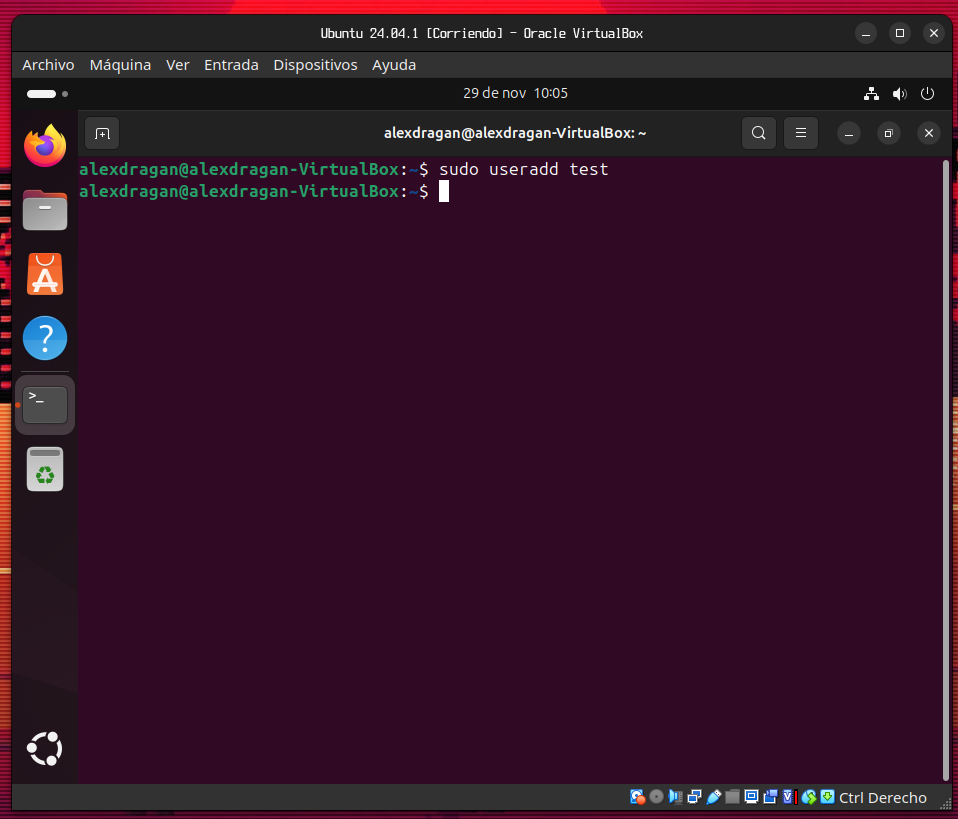 Ubuntu 24.04.1 [Corriendo] - Oracle VirtualBox
Archivo Máquina Ver Entrada Dispositivos Ayuda
29 de nov 10:05
alexdragan@alexdragan-VirtualBox: ~
alexdragan@alexdragan-VirtualBox:~$ sudo useradd test
alexdragan@alexdragan-VirtualBox:~$
Ctrl Derecho